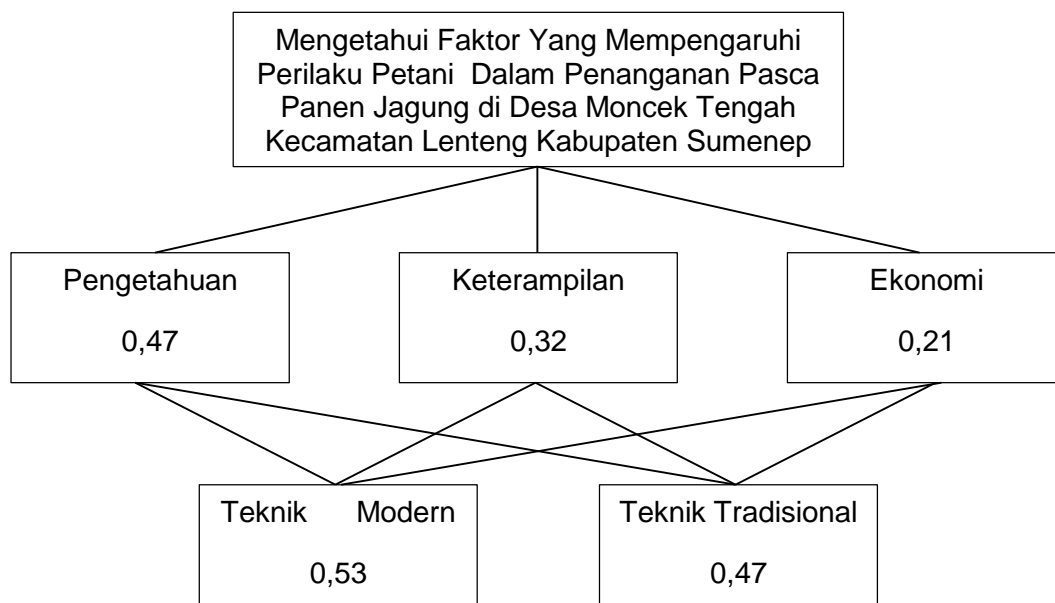 Mengetahui Faktor Yang Mempengaruhi
Perilaku Petani Dalam Penanganan Pasca
Panen Jagung di Desa Moncek Tengah
Kecamatan Lenteng Kabupaten Sumenep
Pengetahuan
0,47
Keterampilan
0,32
Ekonomi
0,21
Teknik Modern
0,53
Teknik Tradisional
0,47